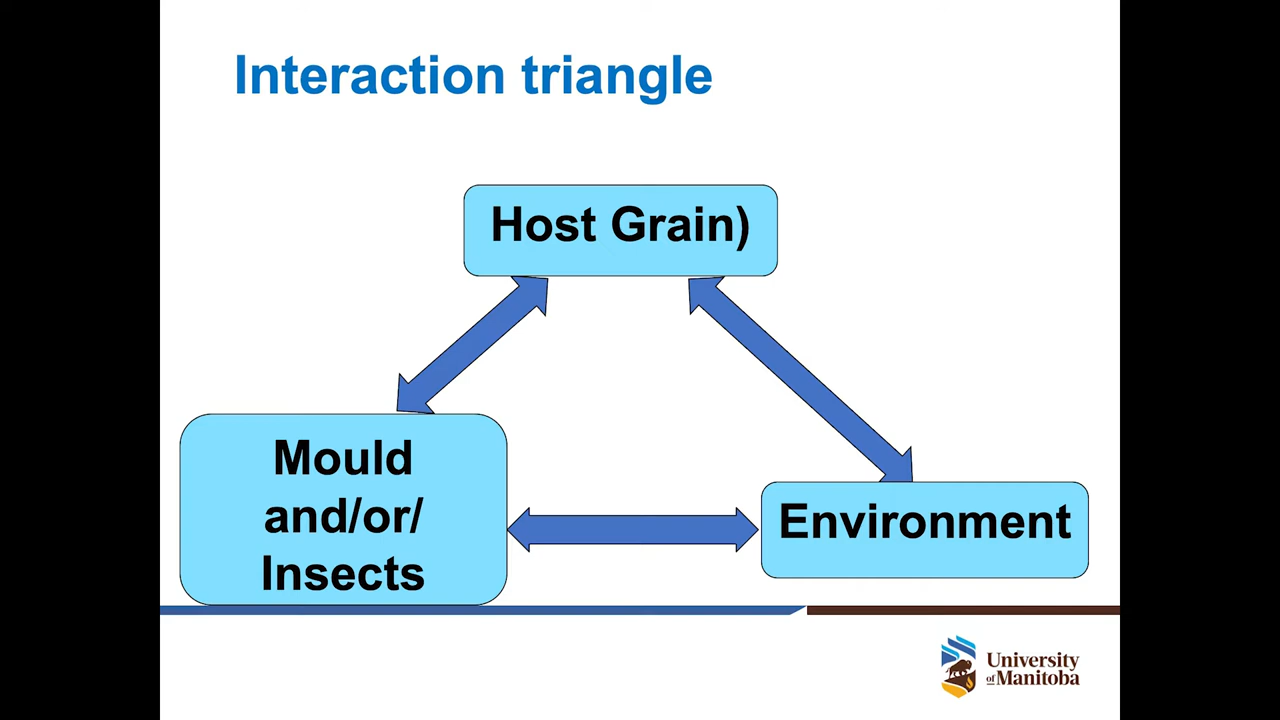 Interaction triangle
Host Grain)
Mould
and/or/
Insects
Environment
University
of Manitoba